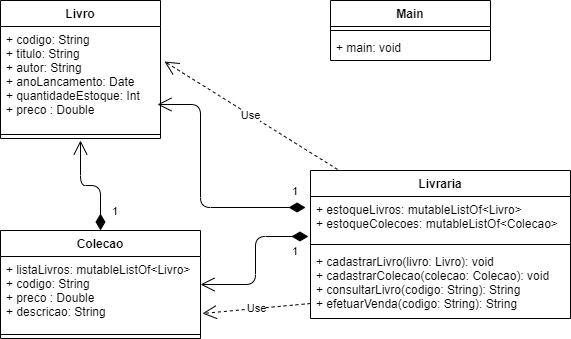 Livro
+ codigo: String
+ titulo: String
+ autor: String
+ anoLancamento: Date
+ quantidadeEstoque: Int
+ preco : Double
Main
+ main: void
Use
1
1
Livraria
+ estoqueLivros: mutableListOf<Livro>
+ estoqueColecoes: mutableListOf<Colecao>
+ cadastrarLivro(livro: Livro): void
+ cadastrarColecao(colecao: Colecao): void
+ consultarLivro(codigo: String): String
+ efetuarVenda(codigo: String): String
1
Colecao
+ listaLivros: mutableListOf<Livro>
+ codigo: String
+ preco : Double
+ descricao: String
Use